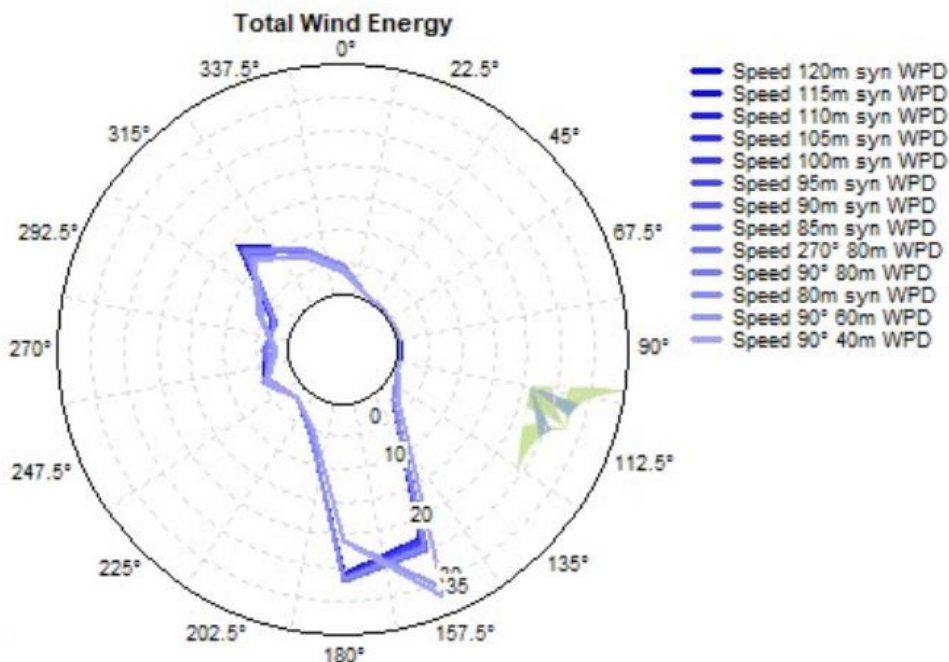 Total Wind Energy
0°
22.5°
45°
67.5°
90°
112.5°
135°
157.5°
180°
202.5°
225°
247.5°
270°
292.5°
315°
337.5°
0
10
20
30
35
Speed 120m syn WPD
Speed 115m syn WPD
Speed 110m syn WPD
Speed 105m syn WPD
Speed 100m syn WPD
Speed 95m syn WPD
Speed 90m syn WPD
Speed 85m syn WPD
Speed 270° 80m WPD
Speed 90° 80m WPD
Speed 80m syn WPD
Speed 90° 60m WPD
Speed 90° 40m WPD